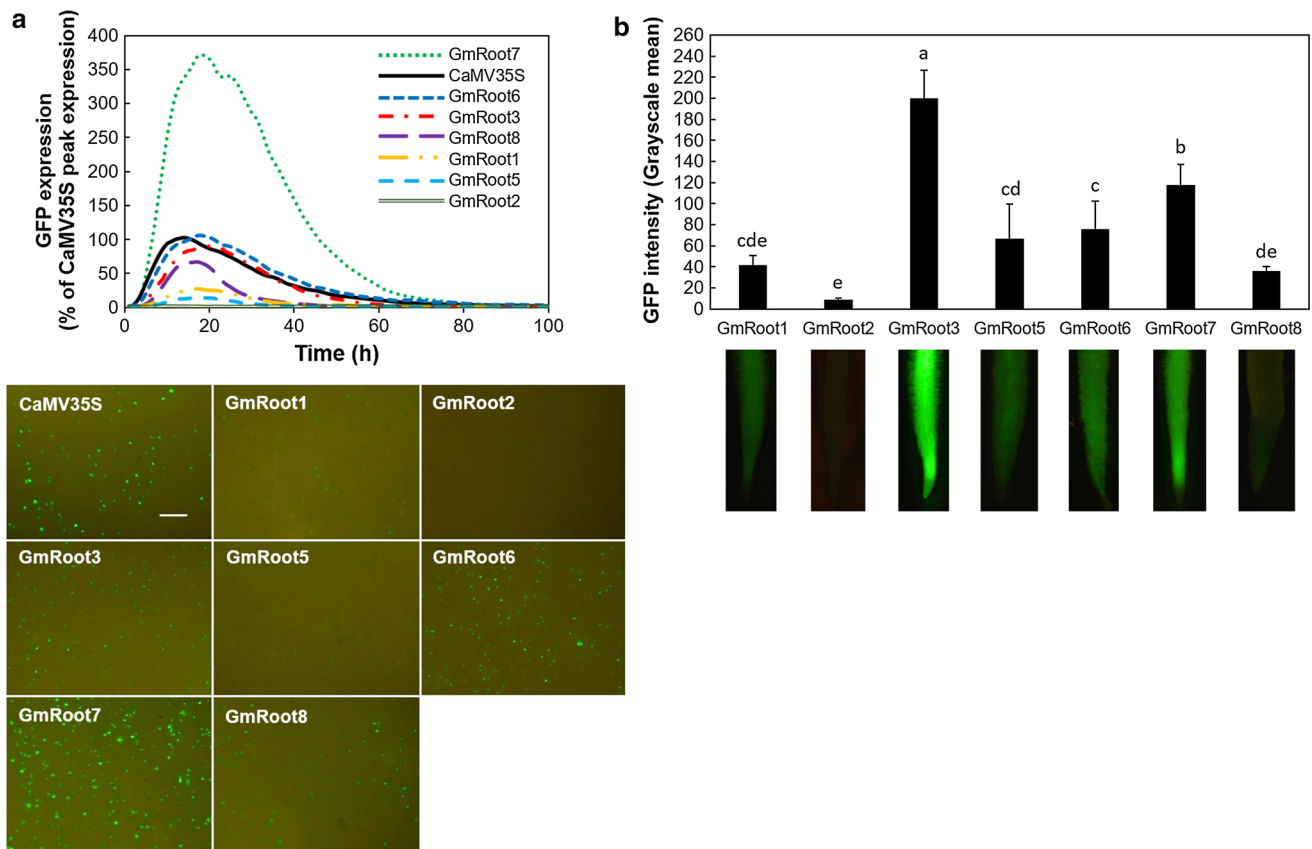 a
GFP expression
(% of CaMV35S peak expression)
400
350
300
250
200
150
100
50
0
0 20 40 60 80 100
Time (h)
GmRoot7
CaMV35S
GmRoot6
GmRoot3
GmRoot8
GmRoot1
GmRoot5
GmRoot2
CaMV35S
GmRoot1
GmRoot2
GmRoot3
GmRoot5
GmRoot6
GmRoot7
GmRoot8
b
GFP intensity (Grayscale mean)
260
240
220
200
180
160
140
120
100
80
60
40
20
0
cde
e
a
cd
c
b
de
GmRoot1 GmRoot2 GmRoot3 GmRoot5 GmRoot6 GmRoot7 GmRoot8